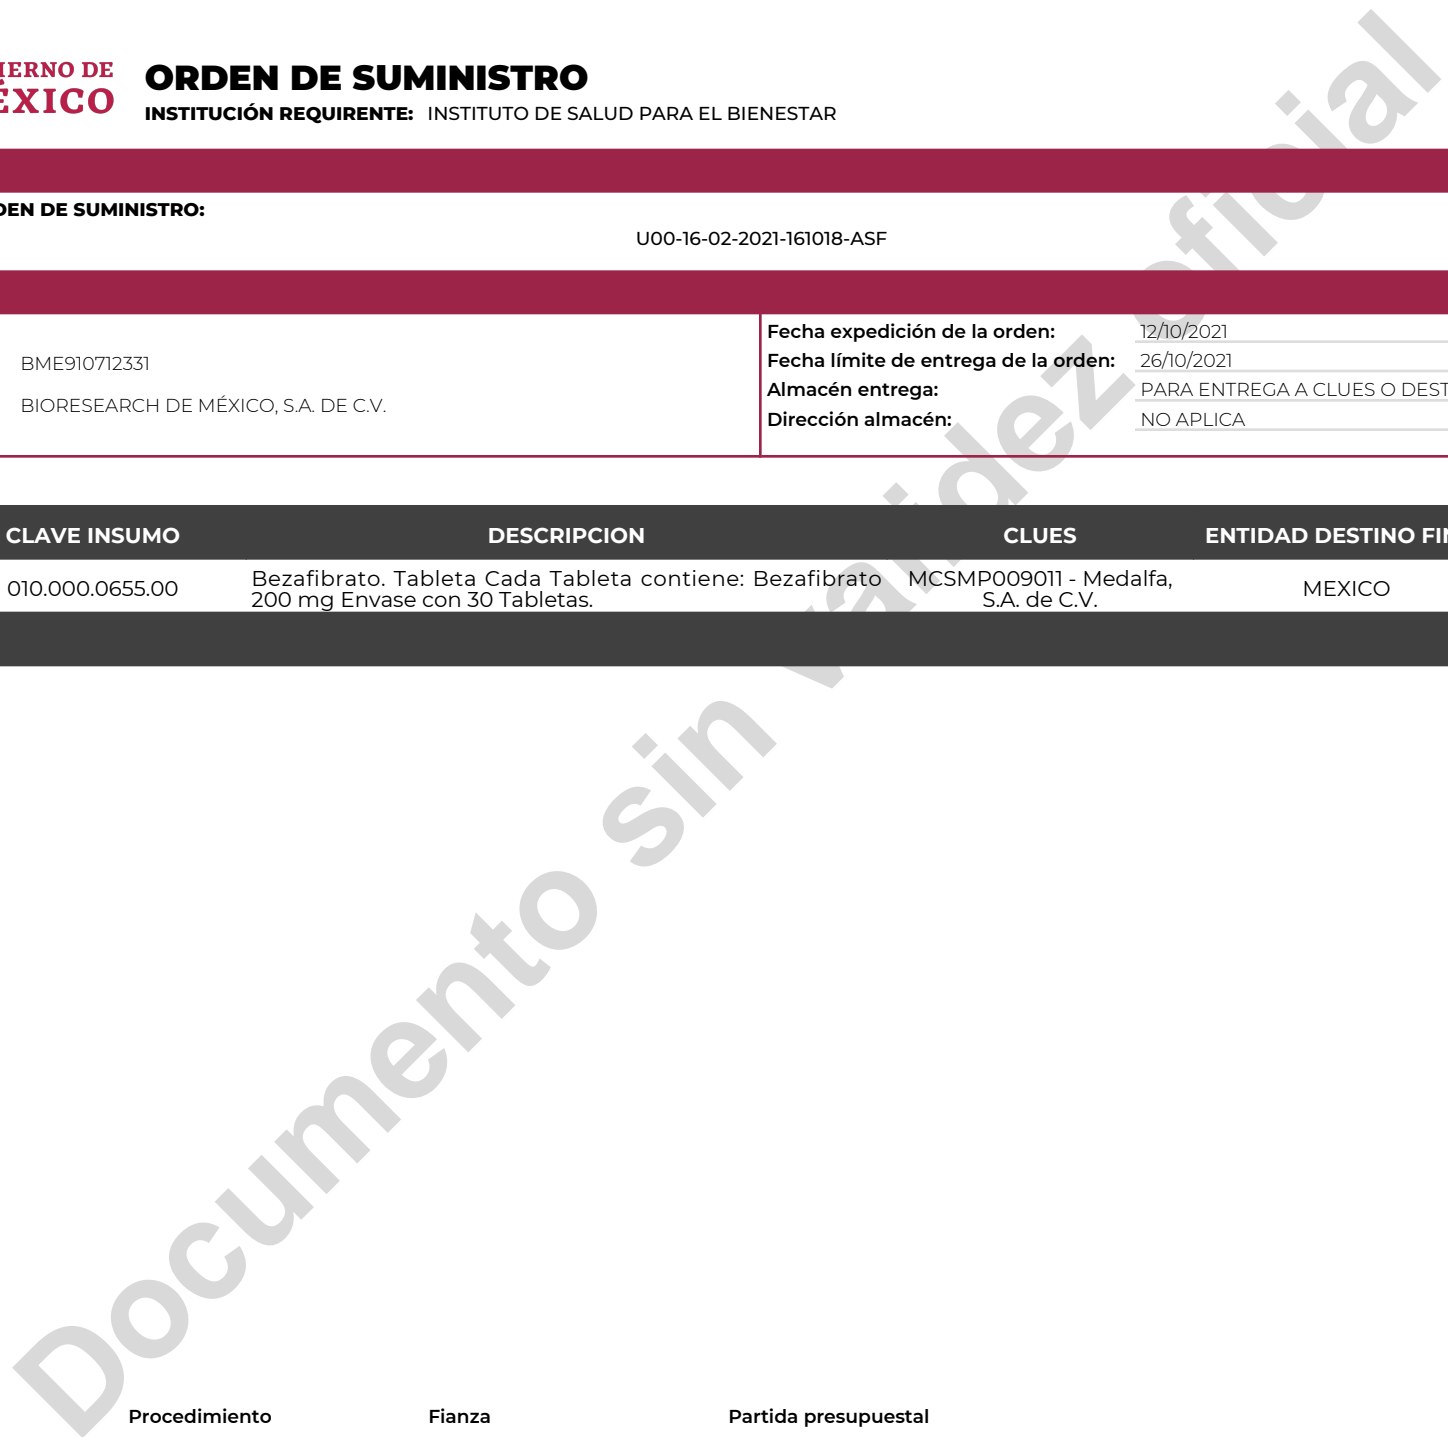 IERNO DE
ÉXICO
ORDEN DE SUMINISTRO
INSTITUCIÓN REQUIRENTE: INSTITUTO DE SALUD PARA EL BIENESTAR
DEN DE SUMINISTRO:
U00-16-02-2021-161018-ASF
BME910712331
BIORESEARCH DE MÉXICO, S.A. DE C.V.
Fecha expedición de la orden: 12/10/2021
Fecha límite de entrega de la orden: 26/10/2021
Almacén entrega: PARA ENTREGA A CLUES O DEST
Dirección almacén: NO APLICA
CLAVE INSUMO DESCRIPCION CLUES ENTIDAD DESTINO FIN
010.000.0655.00 Bezafibrato. Tableta Cada Tableta contiene: Bezafibrato MCSMP009011 - Medalfa, MEXICO
200 mg Envase con 30 Tabletas. S.A. de C.V.
Documento sin validez oficial
Procedimiento Fianza Partida presupuestal